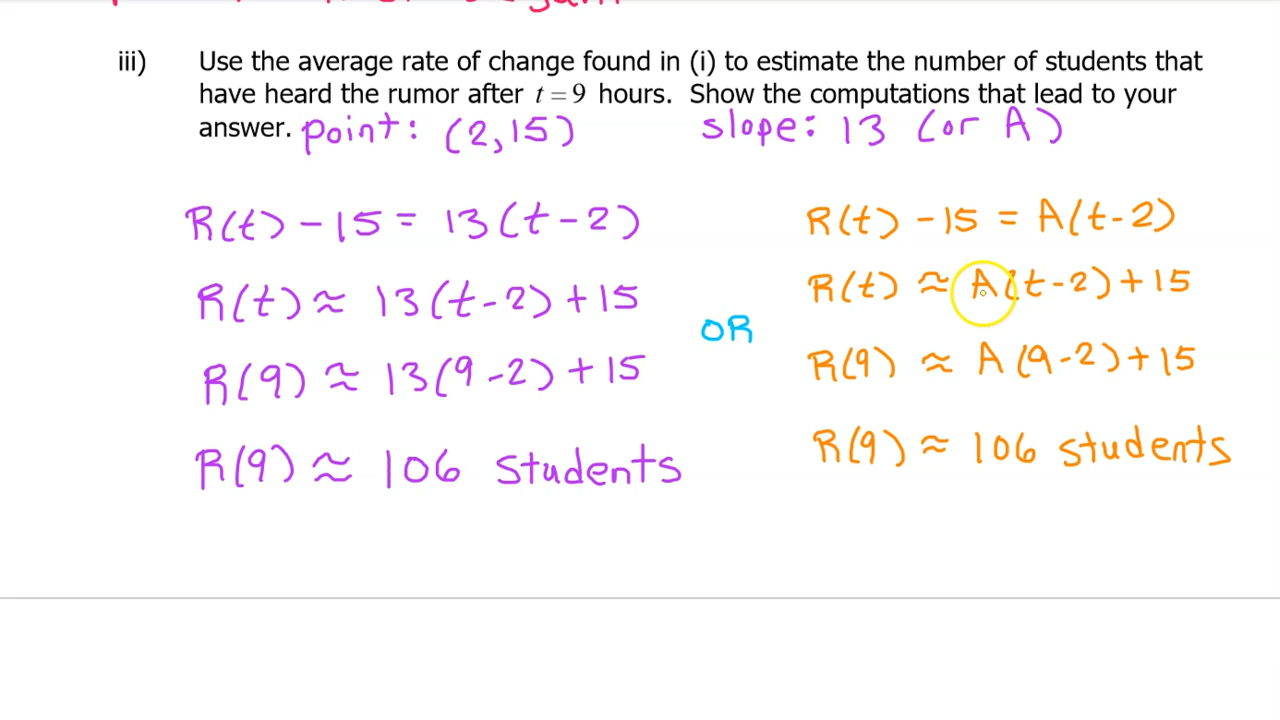 iii) Use the average rate of change found in (i) to estimate the number of students that
have heard the rumor after t = 9 hours. Show the computations that lead to your
answer. point: (2,15) slope: 13 (or A)
R(t) - 15 = 13(t-2)
R(t) ≈ 13(t-2)+15
R(9) ≈ 13(9-2)+15
R(9) ≈ 106 students
OR
R(t) - 15 = A(t-2)
R(t) ≈ A(t-2)+15
R(9) ≈ A(9-2)+15
R(9) ≈ 106 students